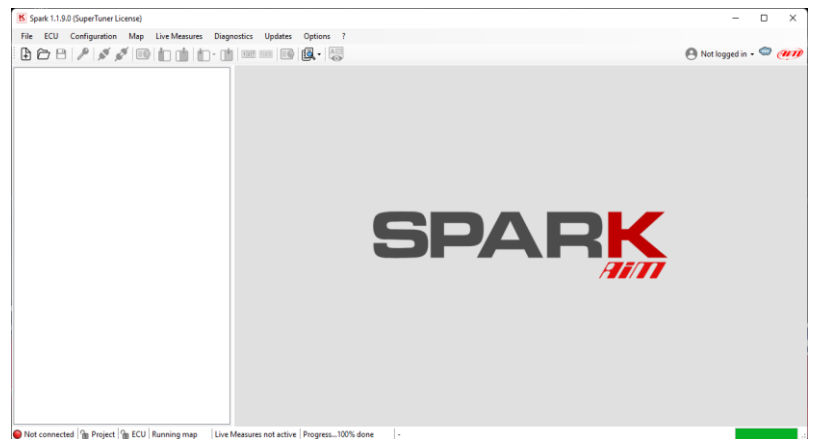 Spark 1.1.9.0 (SuperTuner License)
File ECU Configuration Map Live Measures Diagnostics Updates Options ?
Not logged in AiM
SPARK
AiM
Not connected Project ECU Running map Live Measures not active Progress...100% done -